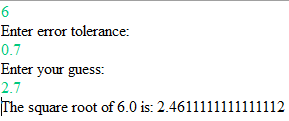 6
Enter error tolerance:
0.7
Enter your guess:
2.7
The square root of 6.0 is: 2.4611111111111112